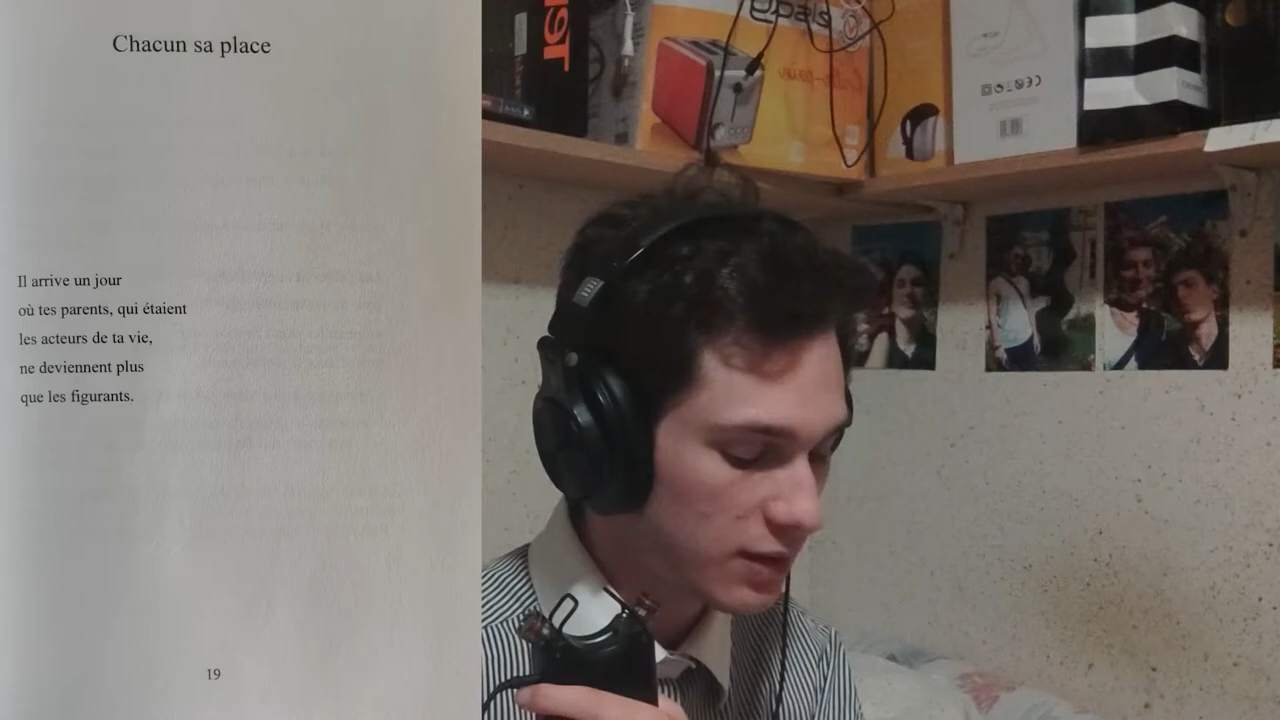 Chacun sa place
Il arrive un jour
où tes parents, qui étaient
les acteurs de ta vie,
ne deviennent plus
que les figurants.
19